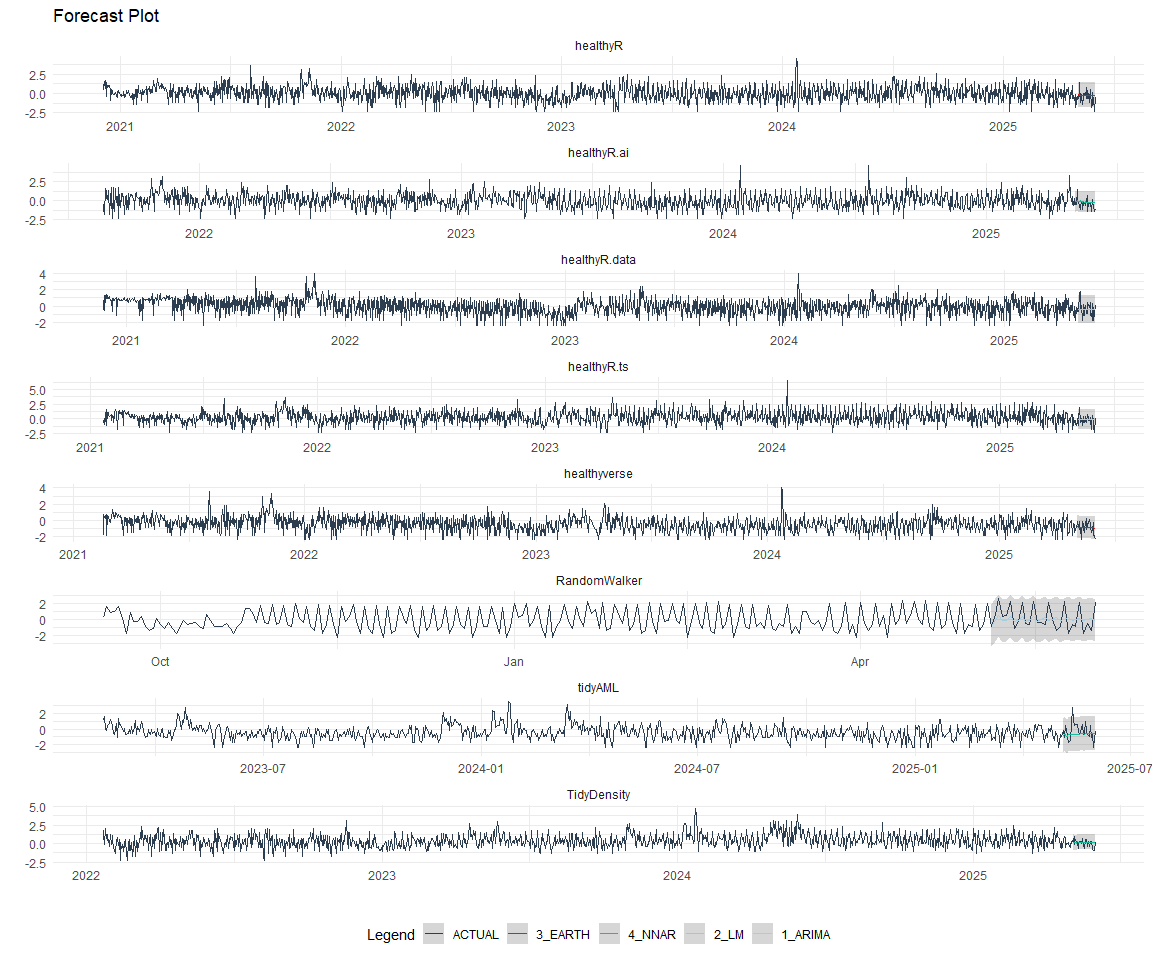 Forecast Plot
healthyR
2.5
0.0
-2.5
2021 2022 2023 2024 2025
healthyR.ai
2.5
0.0
-2.5
2022 2023 2024 2025
healthyR.data
4
2
0
-2
2021 2022 2023 2024 2025
healthyR.ts
5.0
2.5
0.0
-2.5
2021 2022 2023 2024 2025
healthyverse
4
2
0
-2
2021 2022 2023 2024 2025
RandomWalker
2
0
-2
Oct Jan Apr
tidyAML
2
0
-2
2023-07 2024-01 2024-07 2025-01 2025-07
TidyDensity
5.0
2.5
0.0
-2.5
2022 2023 2024 2025
Legend ACTUAL 3_EARTH 4_NNAR 2_LM 1_ARIMA